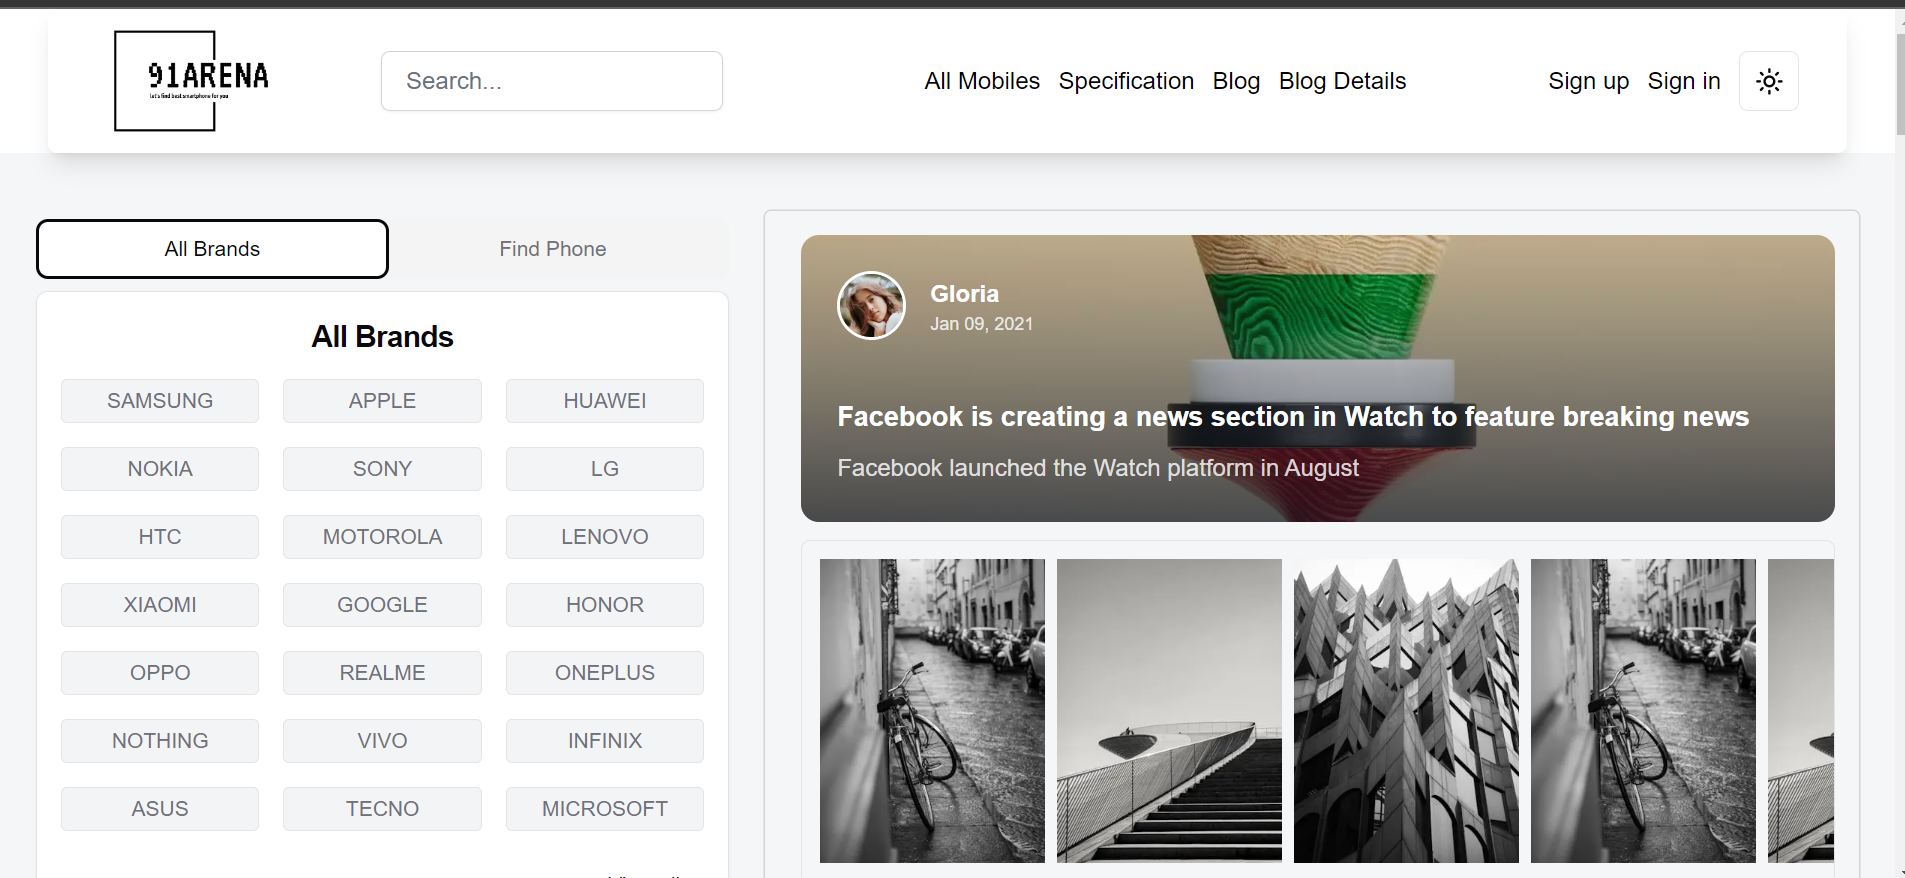 91ARENA
let's find best smartphone for you
Search...
All Mobiles Specification Blog Blog Details
Sign up Sign in
All Brands Find Phone
All Brands
SAMSUNG APPLE HUAWEI
NOKIA SONY LG
HTC MOTOROLA LENOVO
XIAOMI GOOGLE HONOR
OPPO REALME ONEPLUS
NOTHING VIVO INFINIX
ASUS TECNO MICROSOFT
Gloria
Jan 09, 2021
Facebook is creating a news section in Watch to feature breaking news
Facebook launched the Watch platform in August